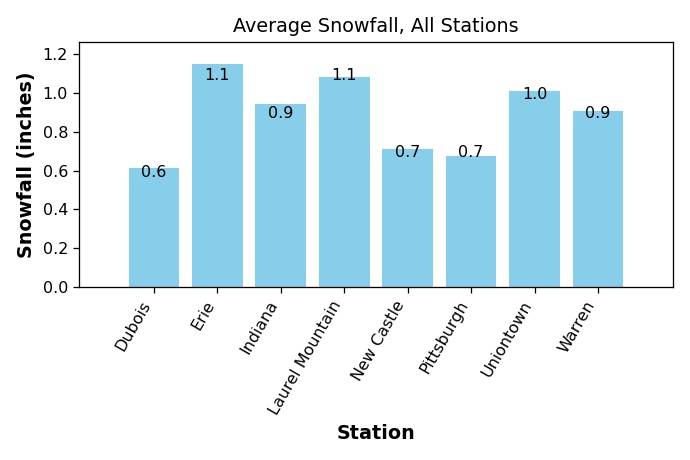 Average Snowfall, All Stations
Snowfall (inches)
1.2
1.0
0.8
0.6
0.4
0.2
0.0
0.6
1.1
0.9
1.1
0.7
0.7
1.0
0.9
Dubois
Erie
Indiana
Laurel Mountain
New Castle
Pittsburgh
Uniontown
Warren
Station